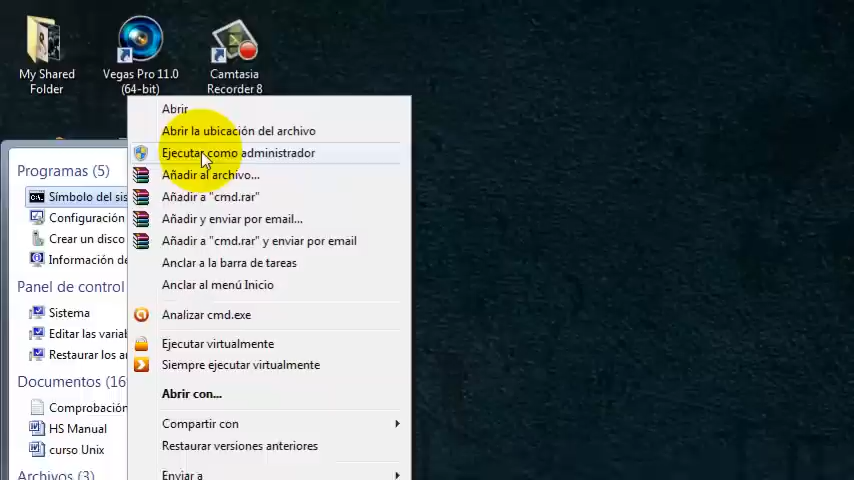 My Shared
Folder
Vegas Pro 11.0
(64-bit)
Camtasia
Recorder 8
Programas (5)
Símbolo del sis
Configuración
Crear un disco
Información de
Panel de control
Sistema
Editar las varial
Restaurar los ar
Documentos (16
Comprobación
HS Manual
curso Unix
Archivos (3)
Abrir
Abrir la ubicación del archivo
Ejecutar como administrador
Añadir al archivo...
Añadir a "cmd.rar"
Añadir y enviar por email...
Añadir a "cmd.rar" y enviar por email
Anclar a la barra de tareas
Anclar al menú Inicio
Analizar cmd.exe
Ejecutar virtualmente
Siempre ejecutar virtualmente
Abrir con...
Compartir con
Restaurar versiones anteriores
Enviar a